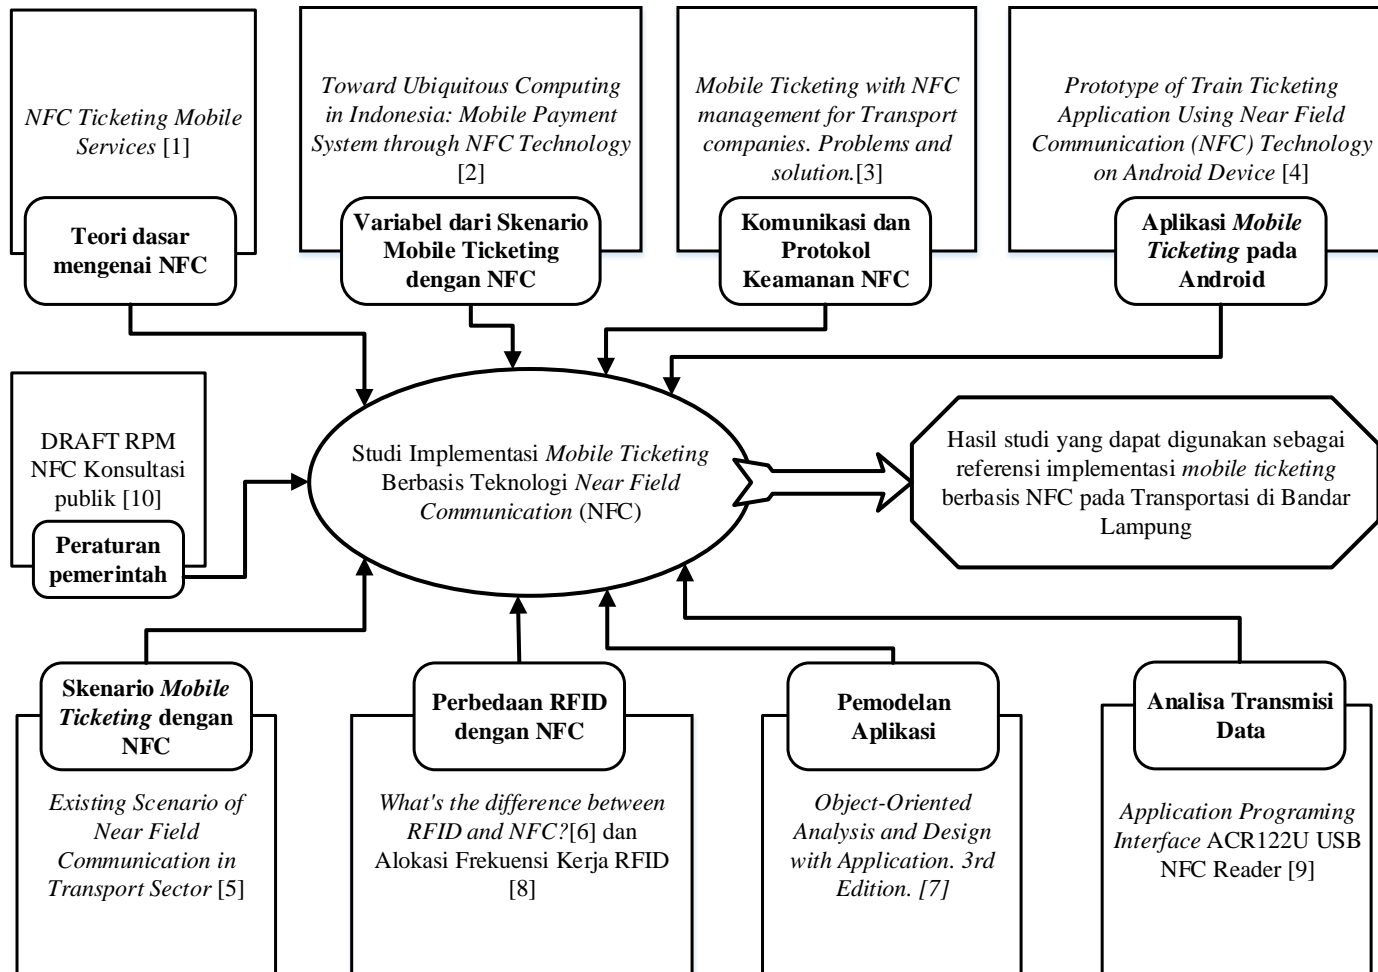 NFC Ticketing Mobile
Services [1]
Teori dasar
mengenai NFC
Toward Ubiquitous Computing
in Indonesia: Mobile Payment
System through NFC Technology
[2]
Variabel dari Skenario
Mobile Ticketing
dengan NFC
Mobile Ticketing with NFC
management for Transport
companies. Problems and
solution.[3]
Komunikasi dan
Protokol
Keamanan NFC
Prototype of Train Ticketing
Application Using Near Field
Communication (NFC) Technology
on Android Device [4]
Aplikasi Mobile
Ticketing pada
Android
DRAFT RPM
NFC Konsultasi
publik [10]
Peraturan
pemerintah
Studi Implementasi Mobile Ticketing
Berbasis Teknologi Near Field
Communication (NFC)
Hasil studi yang dapat digunakan sebagai
referensi implementasi mobile ticketing
berbasis NFC pada Transportasi di Bandar
Lampung
Skenario Mobile
Ticketing dengan
NFC
Existing Scenario of
Near Field
Communication in
Transport Sector [5]
Perbedaan RFID
dengan NFC
What's the difference between
RFID and NFC?[6] dan
Alokasi Frekuensi Kerja RFID
[8]
Pemodelan
Aplikasi
Object-Oriented
Analysis and Design
with Application. 3rd
Edition. [7]
Analisa Transmisi
Data
Application Programing
Interface ACR122U USB
NFC Reader [9]